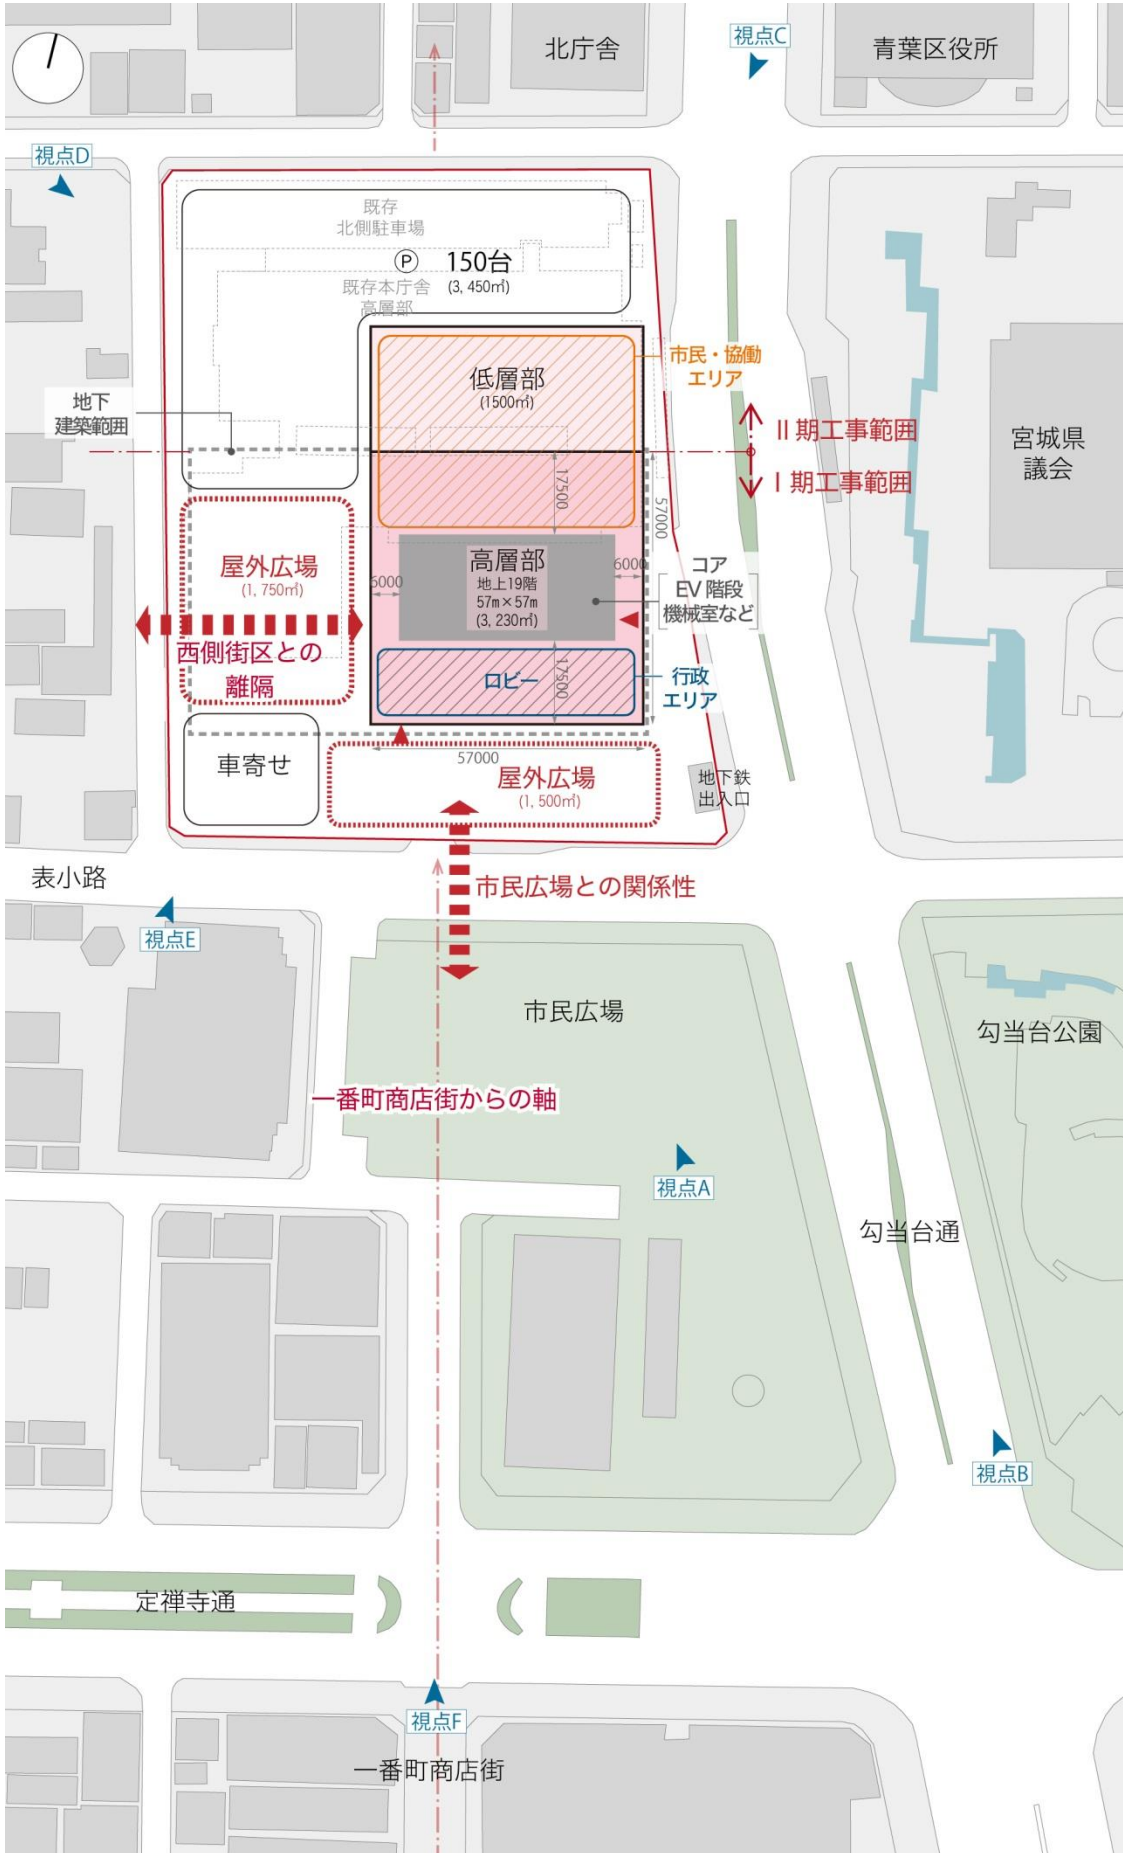 北庁舎
視点C
青葉区役所
視点D
既存
北側駐車場
P 150台
(3,450㎡)
既存本庁舎
高層部
低層部
(1500㎡)
市民・協働
エリア
地下
建築範囲
Ⅱ期工事範囲
Ⅰ期工事範囲
宮城県
議会
17500
57000
屋外広場
(1,750㎡)
高層部
地上19階
57m×57m
(3,230㎡)
6000
6000
コア
EV 階段
機械室など
西側街区との
離隔
ロビー
17500
行政
エリア
車寄せ
57000
屋外広場
(1,500㎡)
地下鉄
出入口
表小路
市民広場との関係性
視点E
市民広場
勾当台公園
一番町商店街からの軸
視点A
勾当台通
視点B
定禅寺通
視点F
一番町商店街